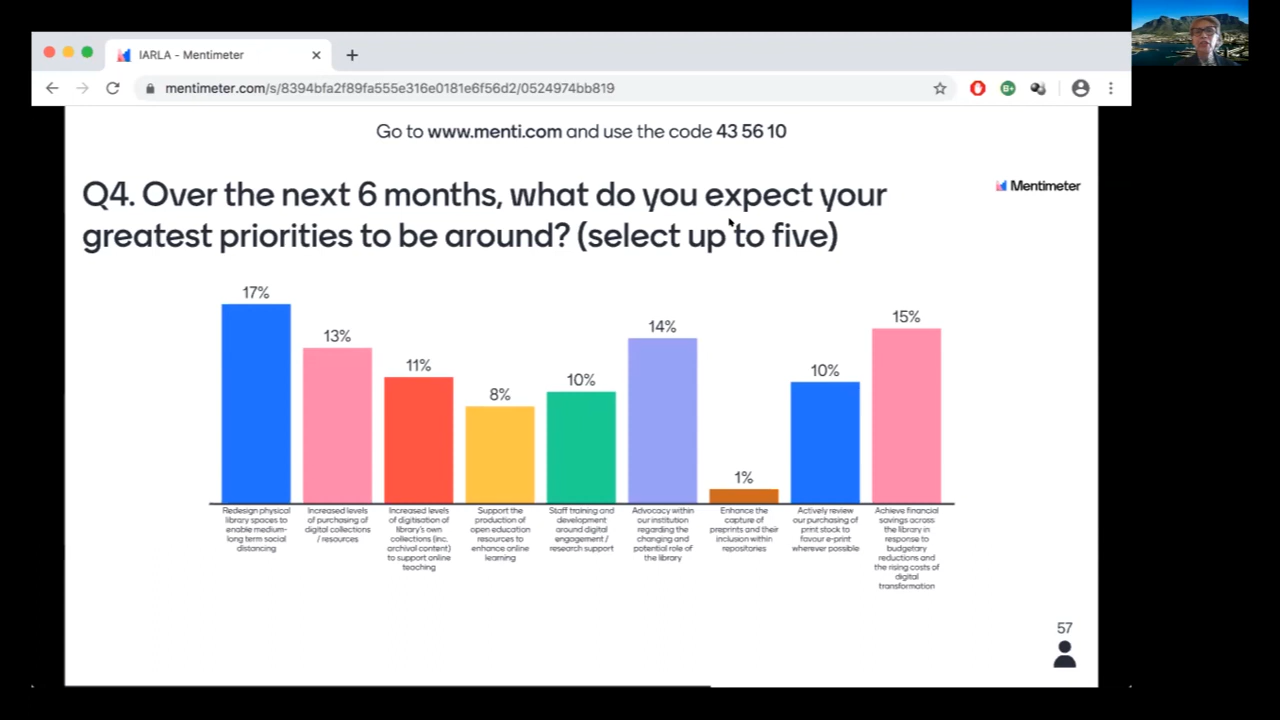 IARLA - Mentimeter
mentimeter.com/s/8394bfa2f89fa555e316e0181e6f56d2/0524974bb819
Go to www.menti.com and use the code 43 56 10
Q4. Over the next 6 months, what do you expect your
greatest priorities to be around? (select up to five)
Mentimeter
17%
13%
11%
8%
10%
14%
1%
10%
15%
Redesign physical
library spaces to
enable medium-
long term social
distancing
Increased levels
of purchasing of
digital collections
/ resources
Increased levels
of digitisation of
library's own
collections (inc.
archival content)
to support online
teaching
Support the
production of
open education
resources to
enhance online
learning
Staff training and
development
around digital
engagement /
research support
Advocacy within
our institution
regarding the
changing and
potential role of
the library
Enhance the
capture of
preprints and their
inclusion within
repositories
Actively review
our purchasing of
print stock to
favour e-print
wherever possible
Achieve financial
savings across
the library in
response to
budgetary
reductions and
the rising costs of
digital
transformation
57